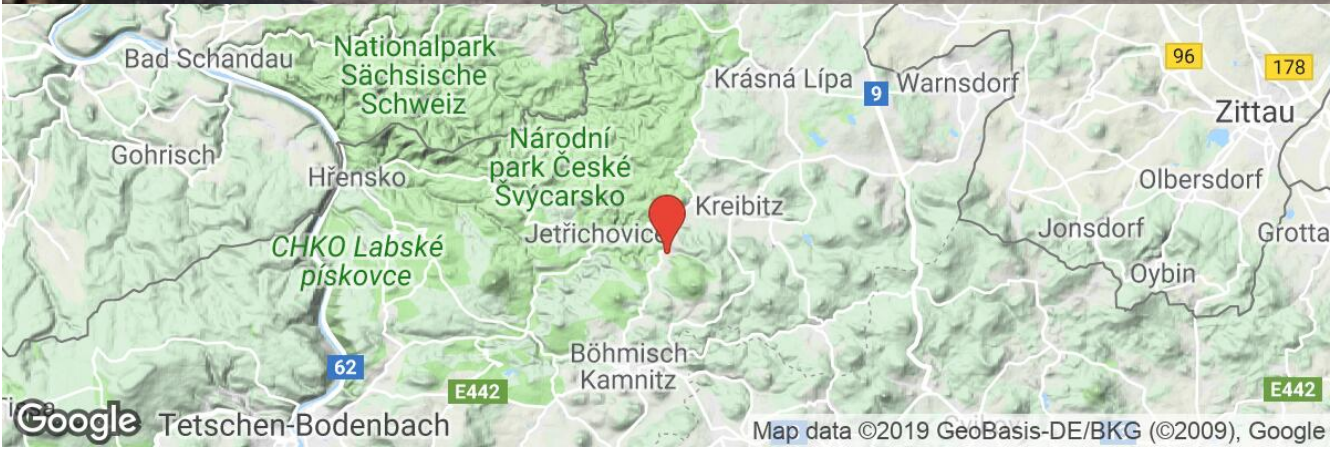 Bad Schandau
Nationalpark
Sächsische
Schweiz
Krásná Lípa
9
Warnsdorf
96
178
Zittau
Gohrisch
Hřensko
Národní
park České
Švýcarsko
Kreibitz
Olbersdorf
CHKO Labské
pískovce
Jetřichovice
Jonsdorf
Grotta
Oybin
62
Böhmisch
Kamnitz
E442
E442
Google
Tetschen-Bodenbach
Map data ©2019 GeoBasis-DE/BKG (©2009), Google